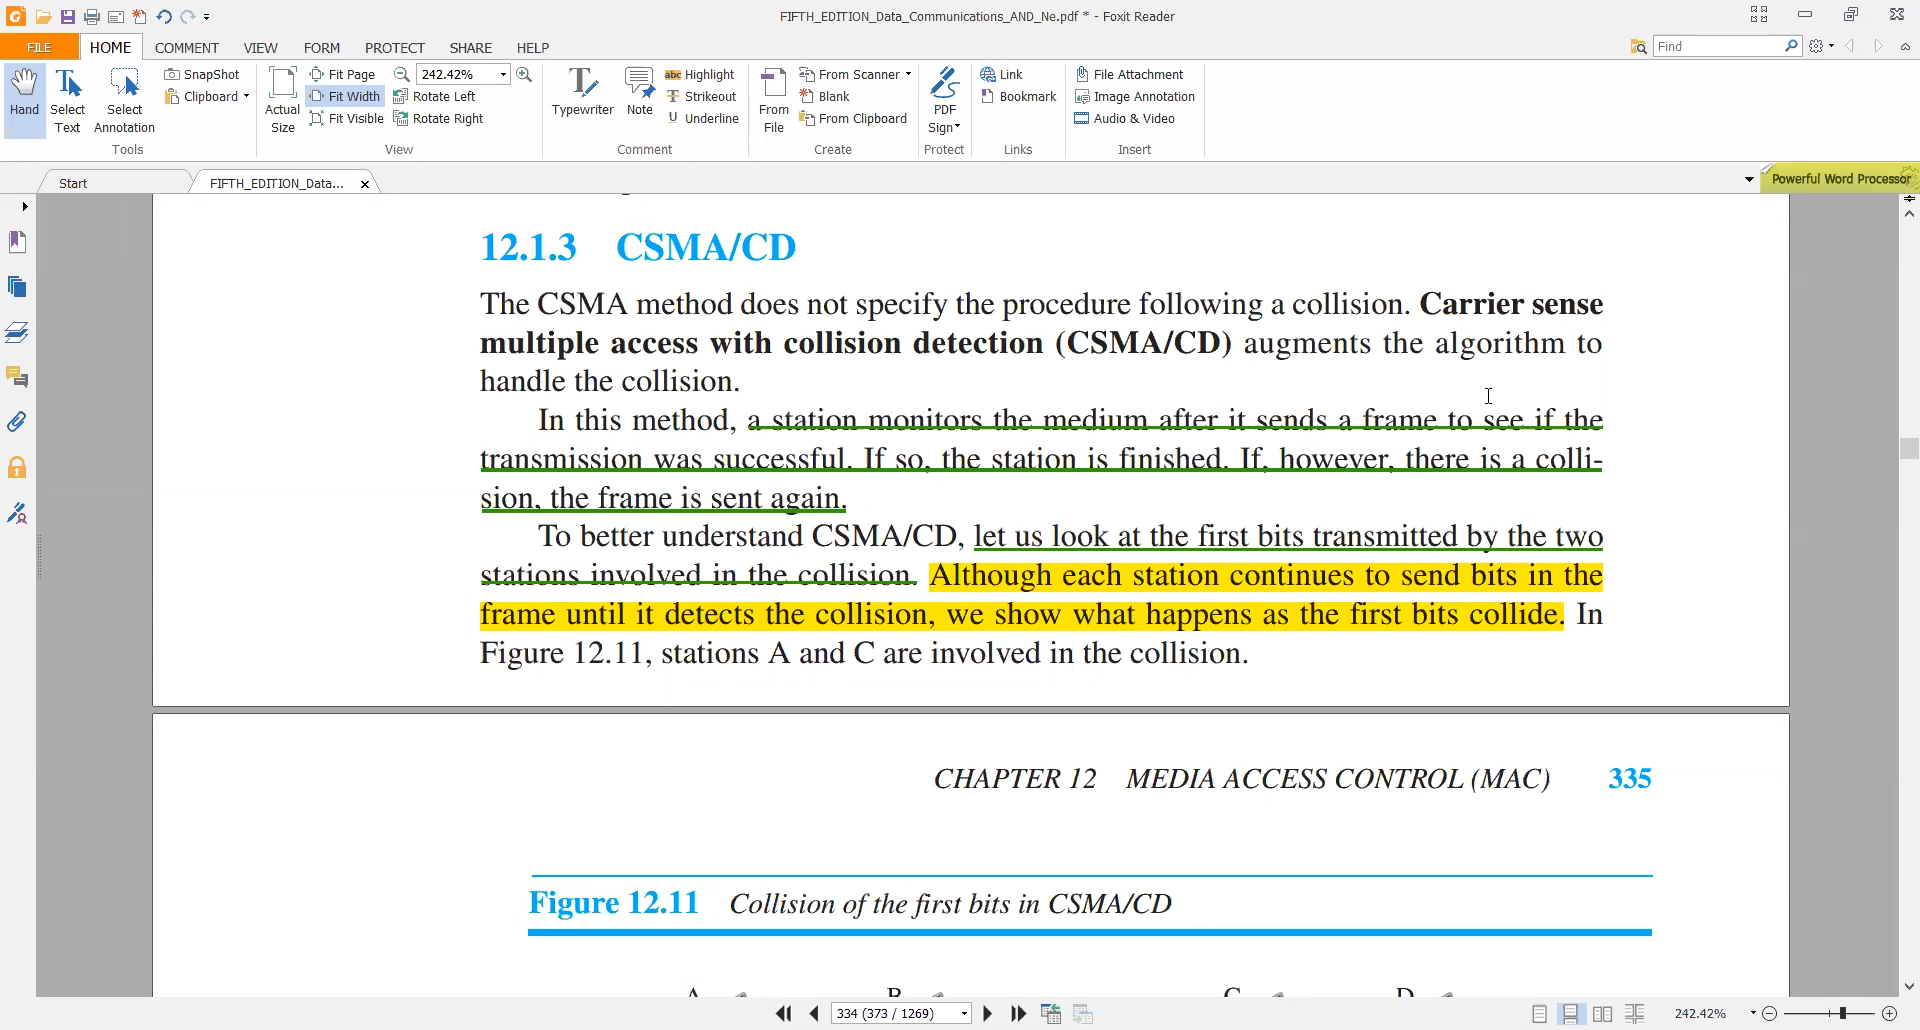 FIFTH_EDITION_Data_Communications_AND_Ne.pdf * - Foxit Reader
FILE HOME COMMENT VIEW FORM PROTECT SHARE HELP
Find
Hand
Select Text
Select Annotation
SnapShot
Clipboard
Tools
Actual Size
Fit Page
Fit Width
Fit Visible
242.42%
Rotate Left
Rotate Right
View
Typewriter
Note
abc Highlight
T Strikeout
U Underline
Comment
From File
From Scanner
Blank
From Clipboard
Create
PDF Sign
Protect
Link
Bookmark
Links
File Attachment
Image Annotation
Audio & Video
Insert
Start
FIFTH_EDITION_Data...
Powerful Word Processor
12.1.3 CSMA/CD
The CSMA method does not specify the procedure following a collision. Carrier sense
multiple access with collision detection (CSMA/CD) augments the algorithm to
handle the collision.
In this method, a station monitors the medium after it sends a frame to see if the
transmission was successful. If so, the station is finished. If, however, there is a colli-
sion, the frame is sent again.
To better understand CSMA/CD, let us look at the first bits transmitted by the two
stations involved in the collision. Although each station continues to send bits in the
frame until it detects the collision, we show what happens as the first bits collide. In
Figure 12.11, stations A and C are involved in the collision.
CHAPTER 12 MEDIA ACCESS CONTROL (MAC) 335
Figure 12.11 Collision of the first bits in CSMA/CD
A B C D
334 (373 / 1269)
242.42%